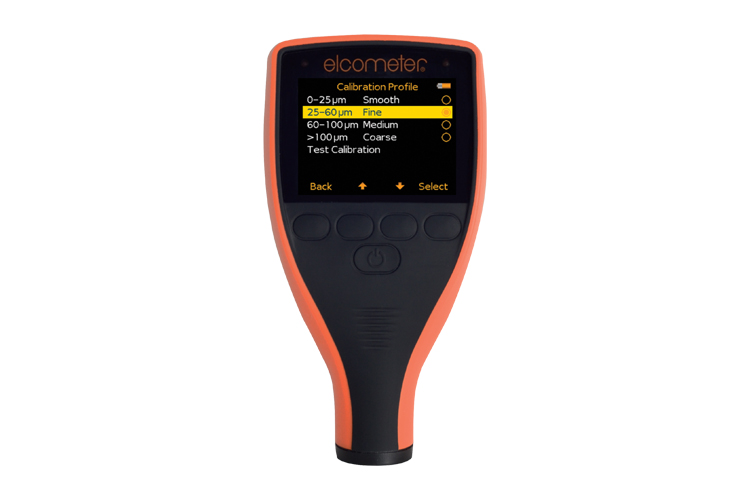 elcometer®
Calibration Profile
0-25µm Smooth
25-60µm Fine
60-100µm Medium
>100µm Coarse
Test Calibration
Back Select